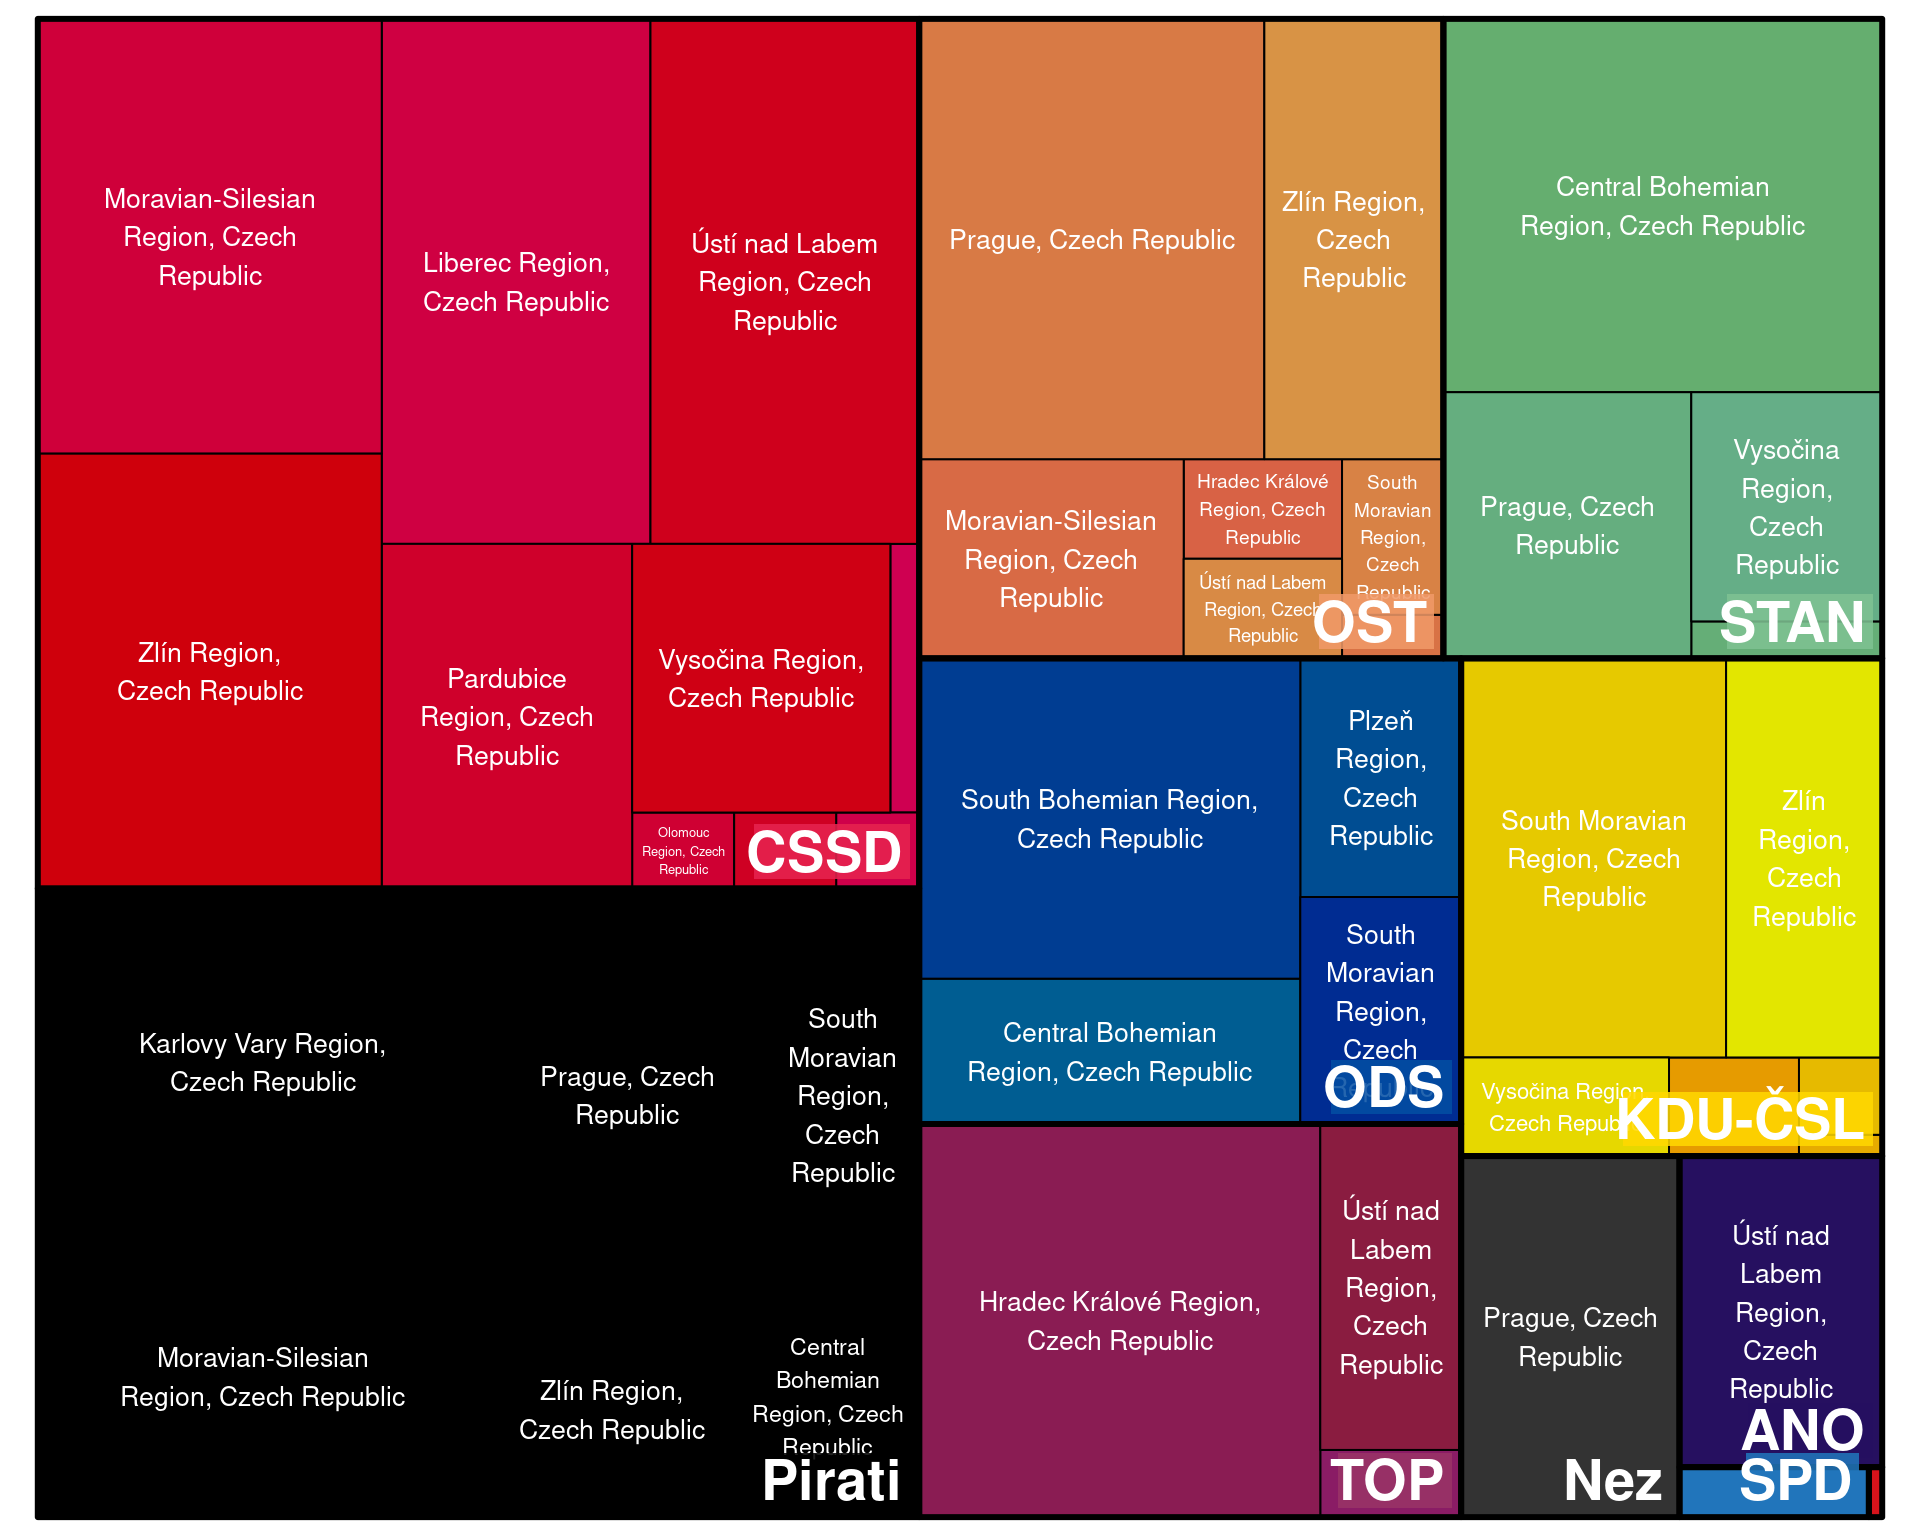 Moravian-Silesian
Region, Czech
Republic
Liberec Region,
Czech Republic
Ústí nad Labem
Region, Czech
Republic
Zlín Region,
Czech Republic
Pardubice
Region, Czech
Republic
Vysočina Region,
Czech Republic
Olomouc
Region, Czech
Republic
CSSD
Prague, Czech Republic
Zlín Region,
Czech
Republic
Moravian-Silesian
Region, Czech
Republic
Hradec Králové
Region, Czech
Republic
Ústí nad Labem
Region, Czech
Republic
South
Moravian
Region,
Czech
Republic
OST
Central Bohemian
Region, Czech Republic
Prague, Czech
Republic
Vysočina
Region,
Czech
Republic
STAN
South Bohemian Region,
Czech Republic
Plzeň
Region,
Czech
Republic
Central Bohemian
Region, Czech Republic
South
Moravian
Region,
Czech
Republic
ODS
South Moravian
Region, Czech
Republic
Zlín
Region,
Czech
Republic
Vysočina Region,
Czech Republic
KDU-ČSL
Karlovy Vary Region,
Czech Republic
Prague, Czech
Republic
South
Moravian
Region,
Czech
Republic
Moravian-Silesian
Region, Czech Republic
Zlín Region,
Czech Republic
Central
Bohemian
Region, Czech
Republic
Pirati
Hradec Králové Region,
Czech Republic
Ústí nad
Labem
Region,
Czech
Republic
TOP
Prague, Czech
Republic
Nez
Ústí nad
Labem
Region,
Czech
Republic
ANO
SPD